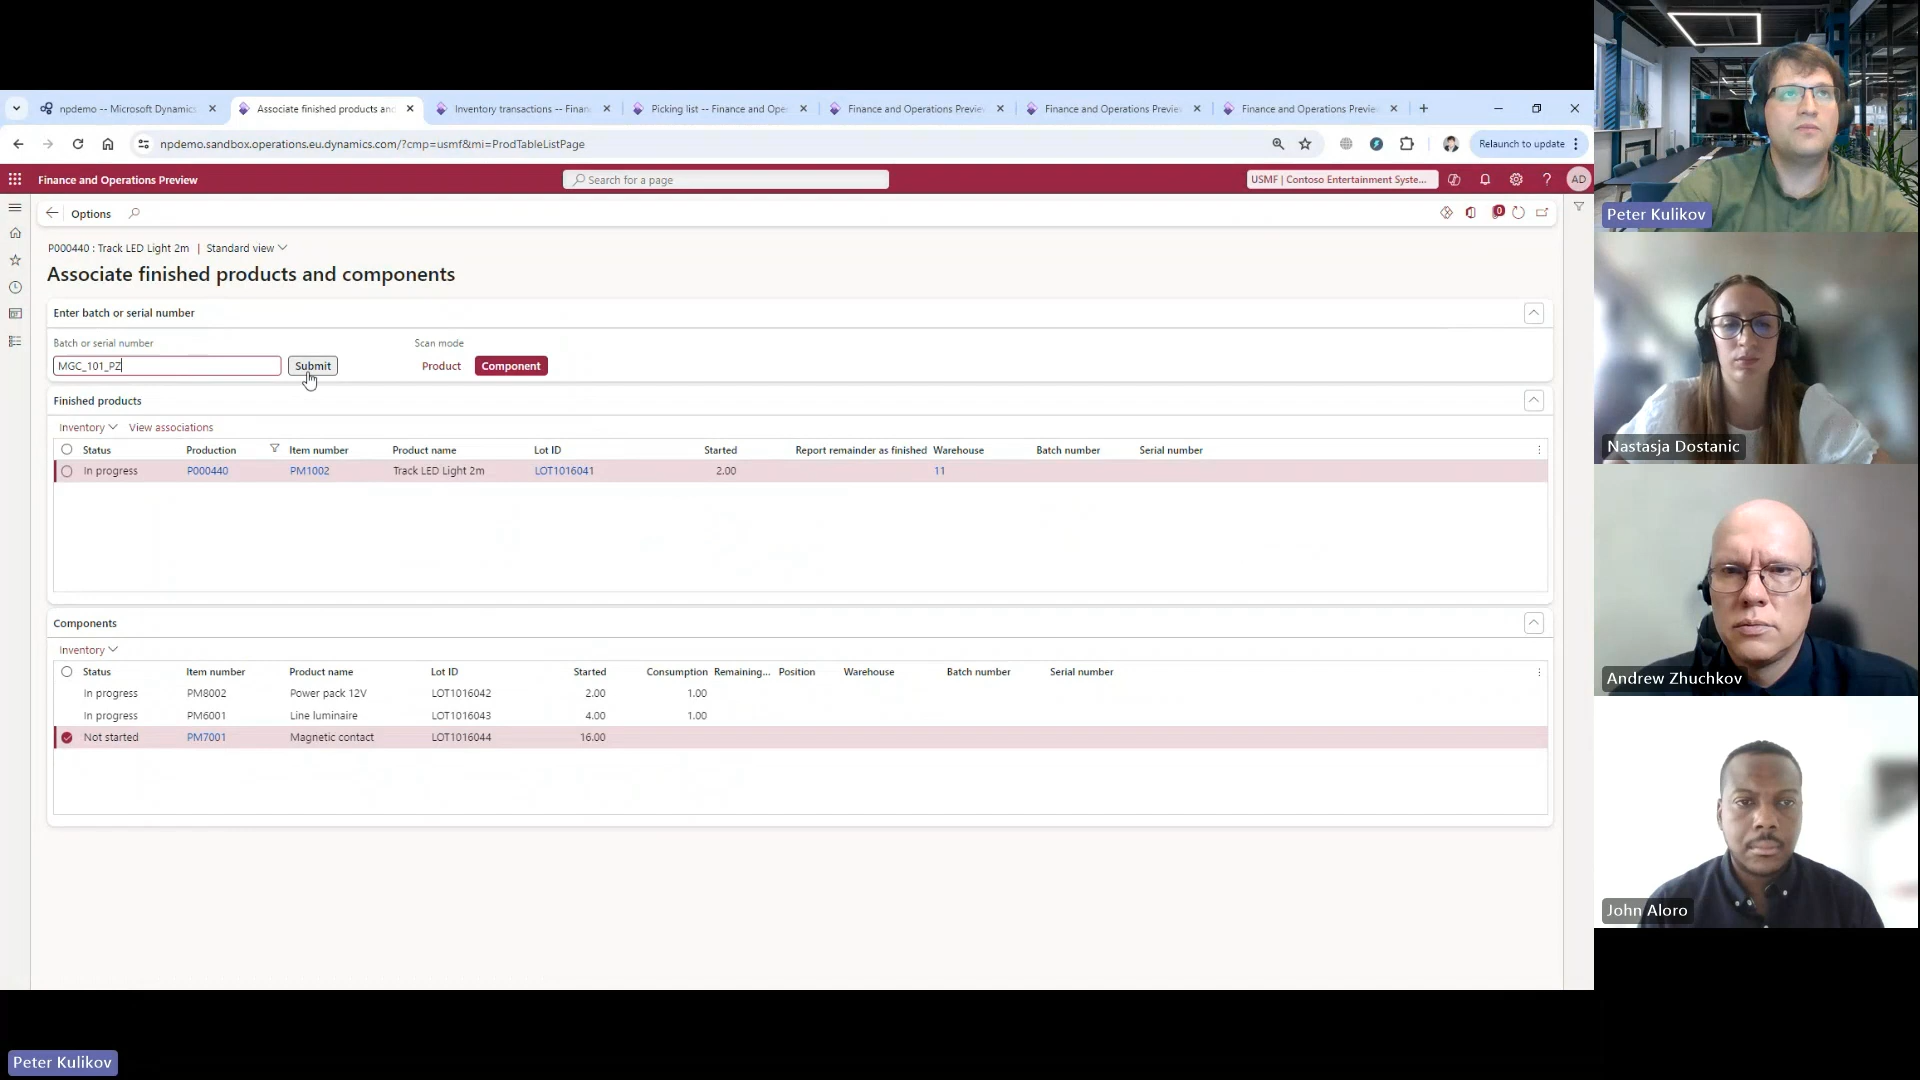 npdemo -- Microsoft Dynamics
Associate finished products and
Inventory transactions -- Finan
Picking list -- Finance and Ope
Finance and Operations Preview
Finance and Operations Preview
Finance and Operations Preview
npdemo.sandbox.operations.eu.dynamics.com/?cmp=usmf&mi=ProdTableListPage
Relaunch to update
Finance and Operations Preview
Search for a page
USMF | Contoso Entertainment Syste...
AD
Options
0
P000440 : Track LED Light 2m | Standard view
Associate finished products and components
Enter batch or serial number
Batch or serial number
Scan mode
MGC_101_PZ
Submit
Product
Component
Finished products
Inventory
View associations
Status Production Item number Product name Lot ID Started Report remainder as finished Warehouse Batch number Serial number
In progress P000440 PM1002 Track LED Light 2m LOT1016041 2.00 11
Components
Inventory
Status Item number Product name Lot ID Started Consumption Remaining... Position Warehouse Batch number Serial number
In progress PM8002 Power pack 12V LOT1016042 2.00 1.00
In progress PM6001 Line luminaire LOT1016043 4.00 1.00
Not started PM7001 Magnetic contact LOT1016044 16.00
Peter Kulikov
Nastasja Dostanic
Andrew Zhuchkov
John Aloro
Peter Kulikov